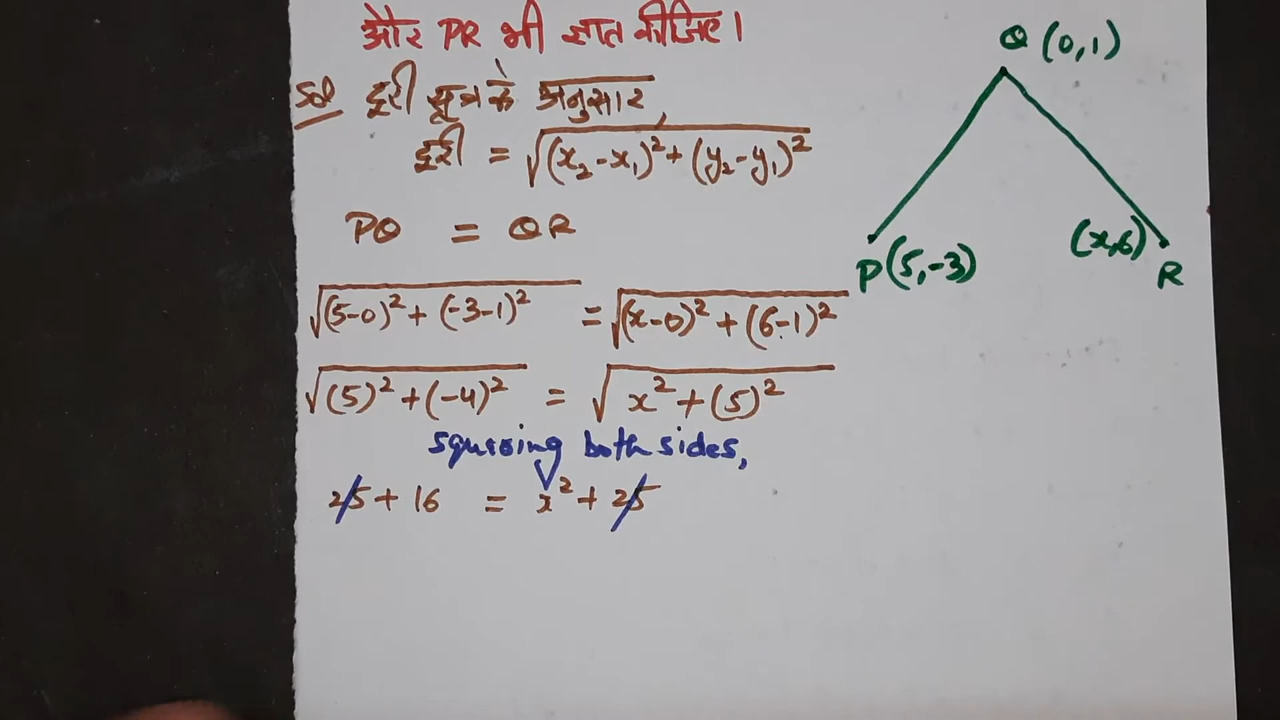 और PR भी ज्ञात कीजिए।
Sol दूरी सूत्र के अनुसार,
दूरी = √(x₂-x₁)² + (y₂-y₁)²
PQ = QR
√(5-0)² + (-3-1)² = √(x-0)² + (6-1)²
√(5)² + (-4)² = √x² + (5)²
squaring both sides,
25 + 16 = x² + 25
Q (0,1)
P(5,-3)
(x,6)
R